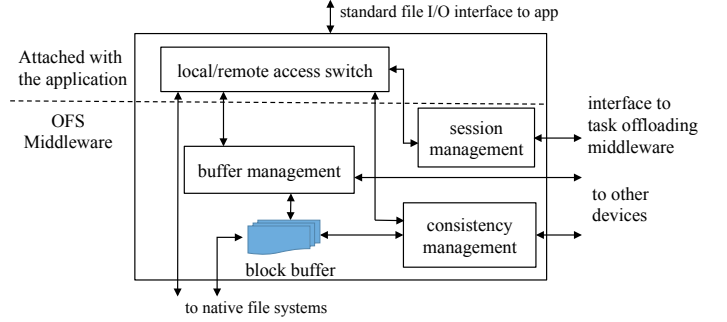 standard file I/O interface to app
Attached with
the application
local/remote access switch
OFS
Middleware
session
management
interface to
task offloading
middleware
buffer management
to other
devices
consistency
management
block buffer
to native file systems